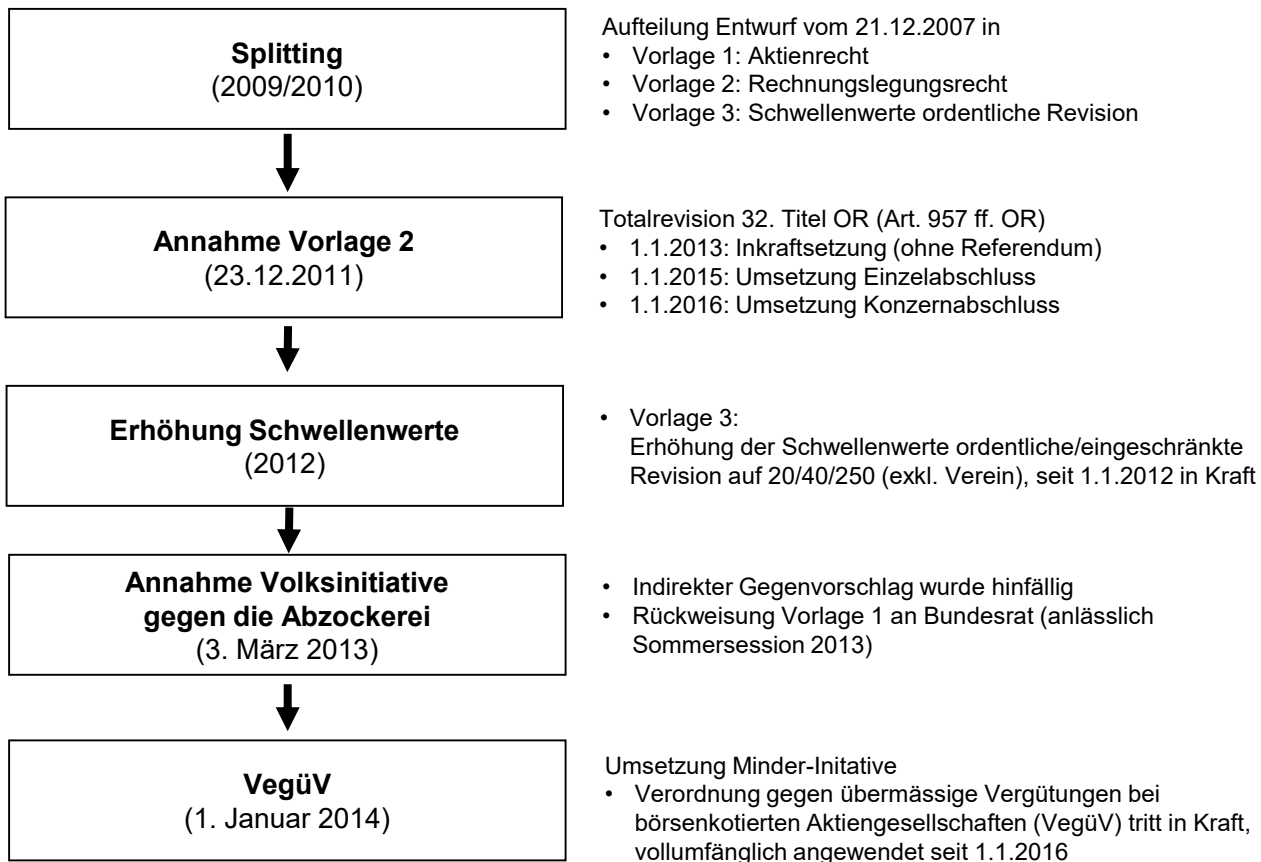 Splitting
(2009/2010)
Aufteilung Entwurf vom 21.12.2007 in
• Vorlage 1: Aktienrecht
• Vorlage 2: Rechnungslegungsrecht
• Vorlage 3: Schwellenwerte ordentliche Revision
Annahme Vorlage 2
(23.12.2011)
Totalrevision 32. Titel OR (Art. 957 ff. OR)
• 1.1.2013: Inkraftsetzung (ohne Referendum)
• 1.1.2015: Umsetzung Einzelabschluss
• 1.1.2016: Umsetzung Konzernabschluss
Erhöhung Schwellenwerte
(2012)
• Vorlage 3:
Erhöhung der Schwellenwerte ordentliche/eingeschränkte
Revision auf 20/40/250 (exkl. Verein), seit 1.1.2012 in Kraft
Annahme Volksinitiative
gegen die Abzockerei
(3. März 2013)
• Indirekter Gegenvorschlag wurde hinfällig
• Rückweisung Vorlage 1 an Bundesrat (anlässlich
Sommersession 2013)
VegüV
(1. Januar 2014)
Umsetzung Minder-Initative
• Verordnung gegen übermässige Vergütungen bei
börsenkotierten Aktiengesellschaften (VegüV) tritt in Kraft,
vollumfänglich angewendet seit 1.1.2016